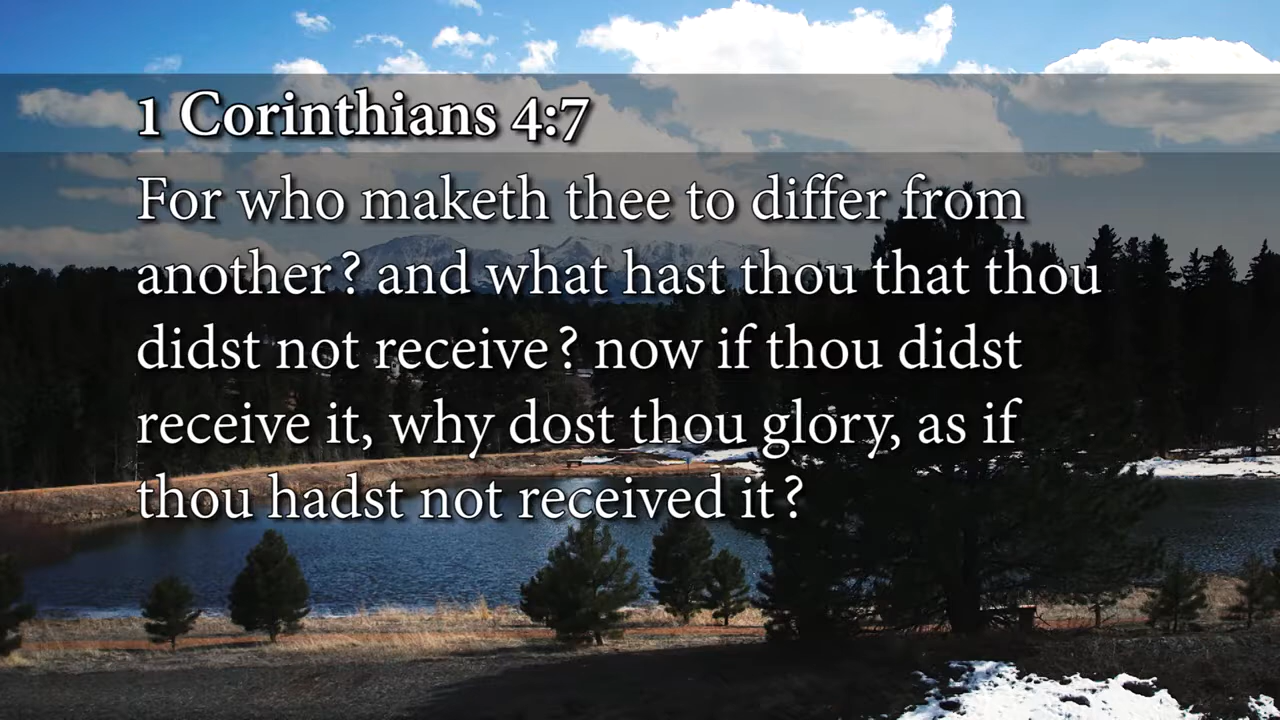 1 Corinthians 4:7
For who maketh thee to differ from
another? and what hast thou that thou
didst not receive? now if thou didst
receive it, why dost thou glory, as if
thou hadst not received it?